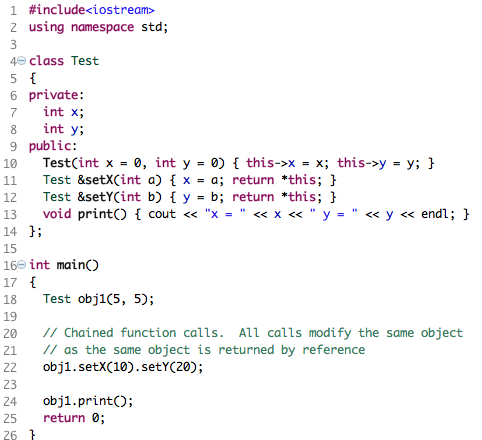 1 #include<iostream>
2 using namespace std;
3
4 class Test
5 {
6 private:
7 int x;
8 int y;
9 public:
10 Test(int x = 0, int y = 0) { this->x = x; this->y = y; }
11 Test &setX(int a) { x = a; return *this; }
12 Test &setY(int b) { y = b; return *this; }
13 void print() { cout << "x = " << x << " y = " << y << endl; }
14 };
15
16 int main()
17 {
18 Test obj1(5, 5);
19
20 // Chained function calls.  All calls modify the same object
21 // as the same object is returned by reference
22 obj1.setX(10).setY(20);
23
24 obj1.print();
25 return 0;
26 }